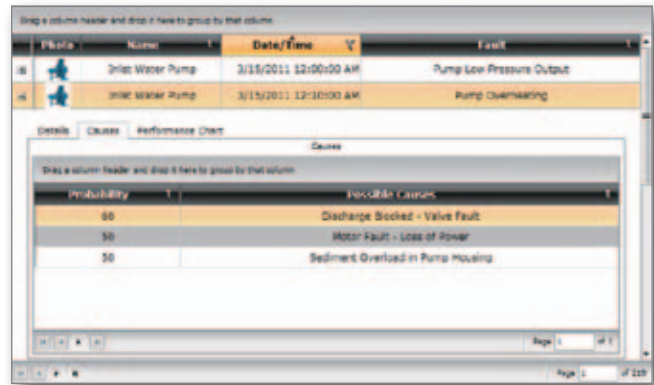 Drag a column header and drop it here to group by that column
Photo Name Date/Time Fault
Inlet Water Pump 3/15/2011 12:00:00 AM Pump Low Pressure Output
Inlet Water Pump 3/15/2011 12:10:00 AM Pump Overheating
Details Causes Performance Chart
Causes
Drag a column header and drop it here to group by that column
Probability Possible Causes
60 Discharge Blocked - Valve Fault
50 Motor Fault - Loss of Power
50 Sediment Overload in Pump Housing
Page 1 of 1
Page 1 of